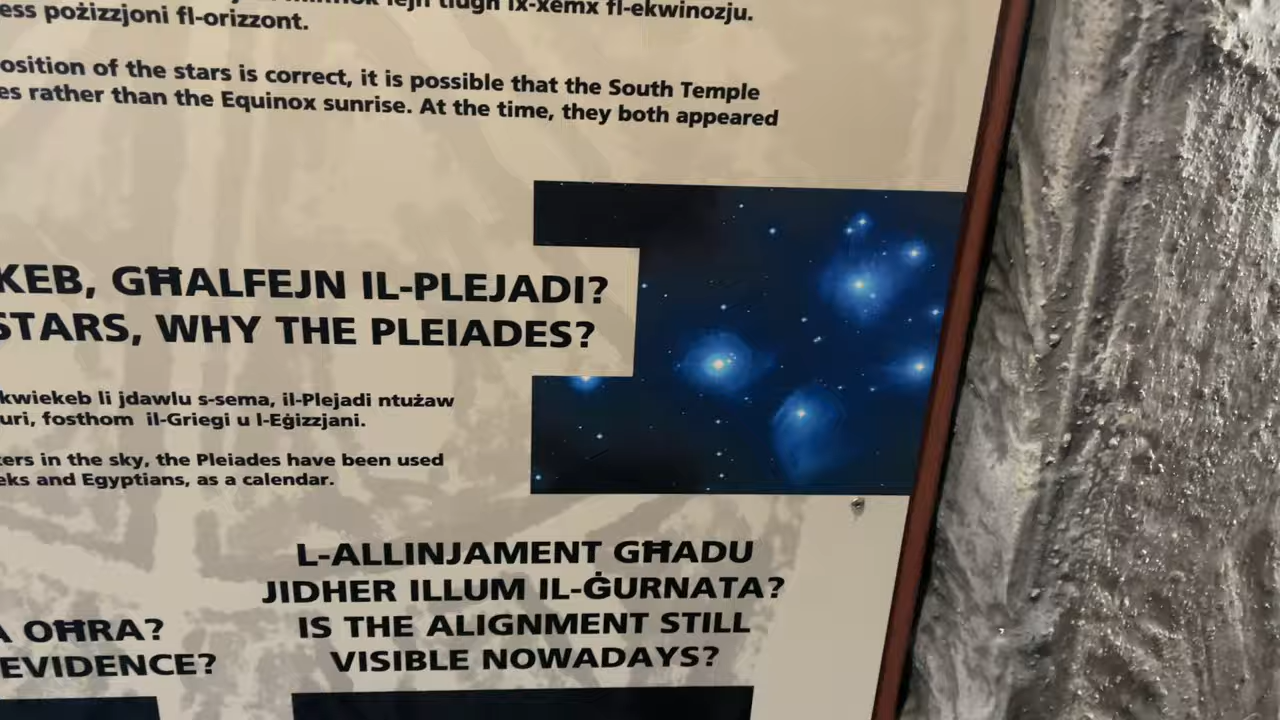 lejn tlugħ ix-xemx fl-ekwinozju.
ess pożizzjoni fl-orizzont.
osition of the stars is correct, it is possible that the South Temple
es rather than the Equinox sunrise. At the time, they both appeared
KEB, GĦALFEJN IL-PLEJADI?
STARS, WHY THE PLEIADES?
kwiekeb li jdawlu s-sema, il-Plejadi ntużaw
uri, fosthom il-Griegi u l-Eġizzjani.
ters in the sky, the Pleiades have been used
eks and Egyptians, as a calendar.
L-ALLINJAMENT GĦADU
JIDHER ILLUM IL-ĠURNATA?
IS THE ALIGNMENT STILL
VISIBLE NOWADAYS?
A OĦRA?
EVIDENCE?